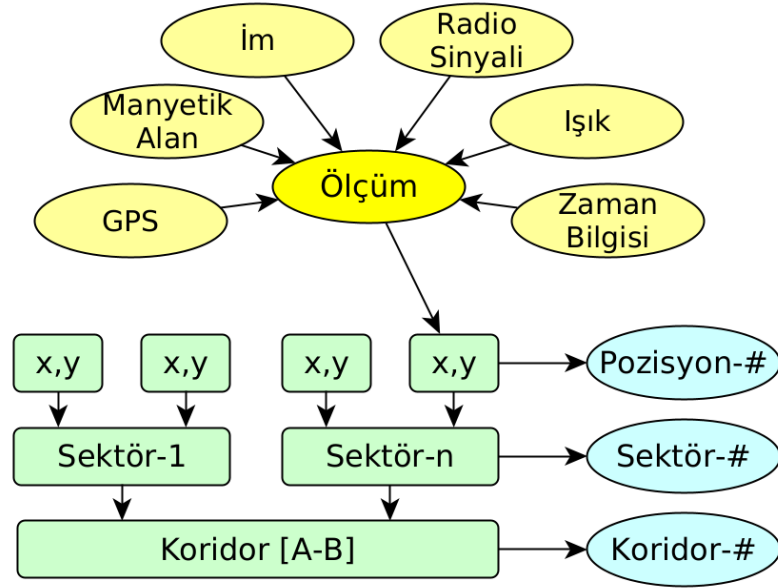 İm
Radio
Sinyali
Manyetik
Alan
Işık
Ölçüm
GPS
Zaman
Bilgisi
x,y
x,y
x,y
x,y
Pozisyon-#
Sektör-1
Sektör-n
Sektör-#
Koridor [A-B]
Koridor-#